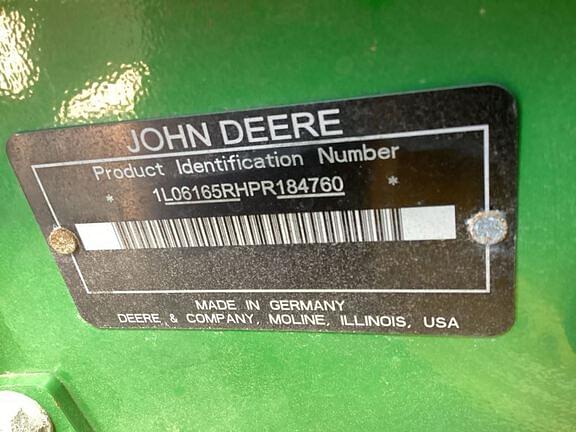 JOHN DEERE
Product Identification Number
* 1L06165RHPR184760 *
MADE IN GERMANY
DEERE & COMPANY, MOLINE, ILLINOIS, USA